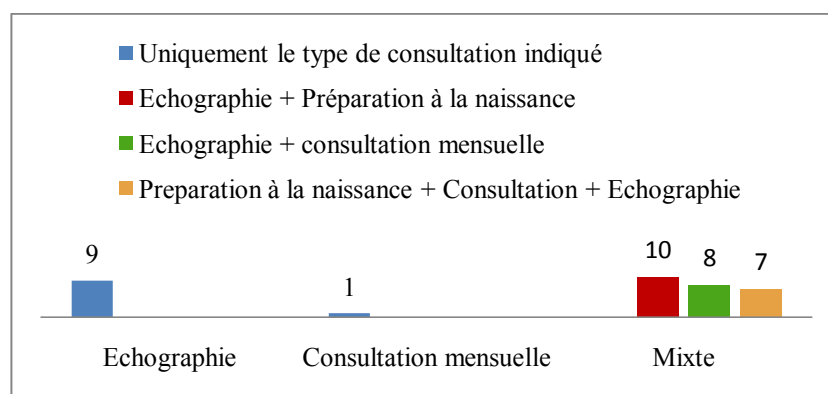 Uniquement le type de consultation indiqué
Echographie + Préparation à la naissance
Echographie + consultation mensuelle
Preparation à la naissance + Consultation + Echographie
9
1
10
8
7
Echographie
Consultation mensuelle
Mixte